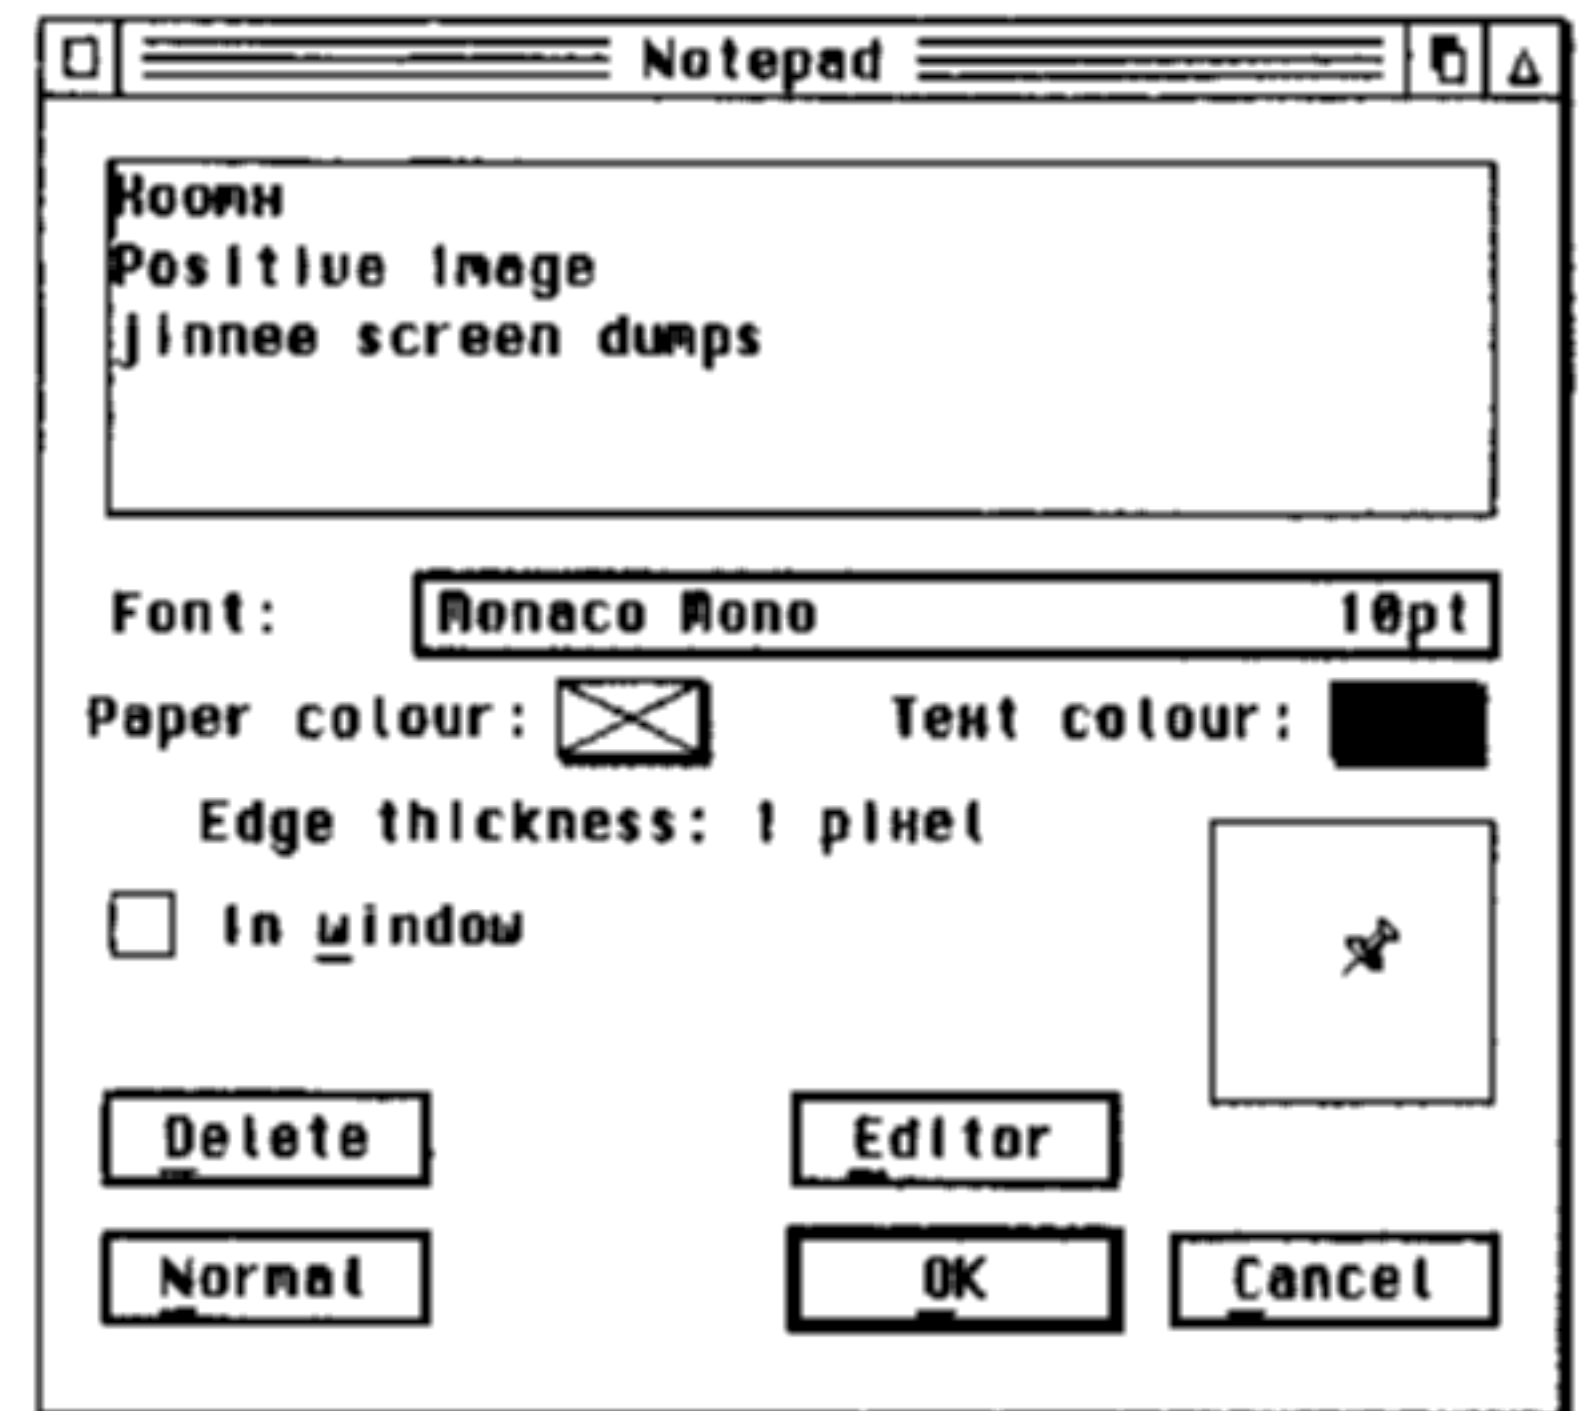 Notepad
Koomx
Positive image
jinnee screen dumps
Font: Monaco Mono 10pt
Paper colour: Text colour:
Edge thickness: 1 pixel
In window
Delete Editor
Normal OK Cancel